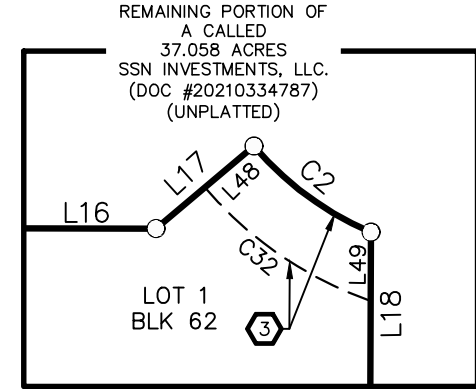 REMAINING PORTION OF
A CALLED
37.058 ACRES
SSN INVESTMENTS, LLC.
(DOC #20210334787)
(UNPLATTED)
L17
L48
C2
L16
C32
L49
L18
LOT 1
BLK 62
3